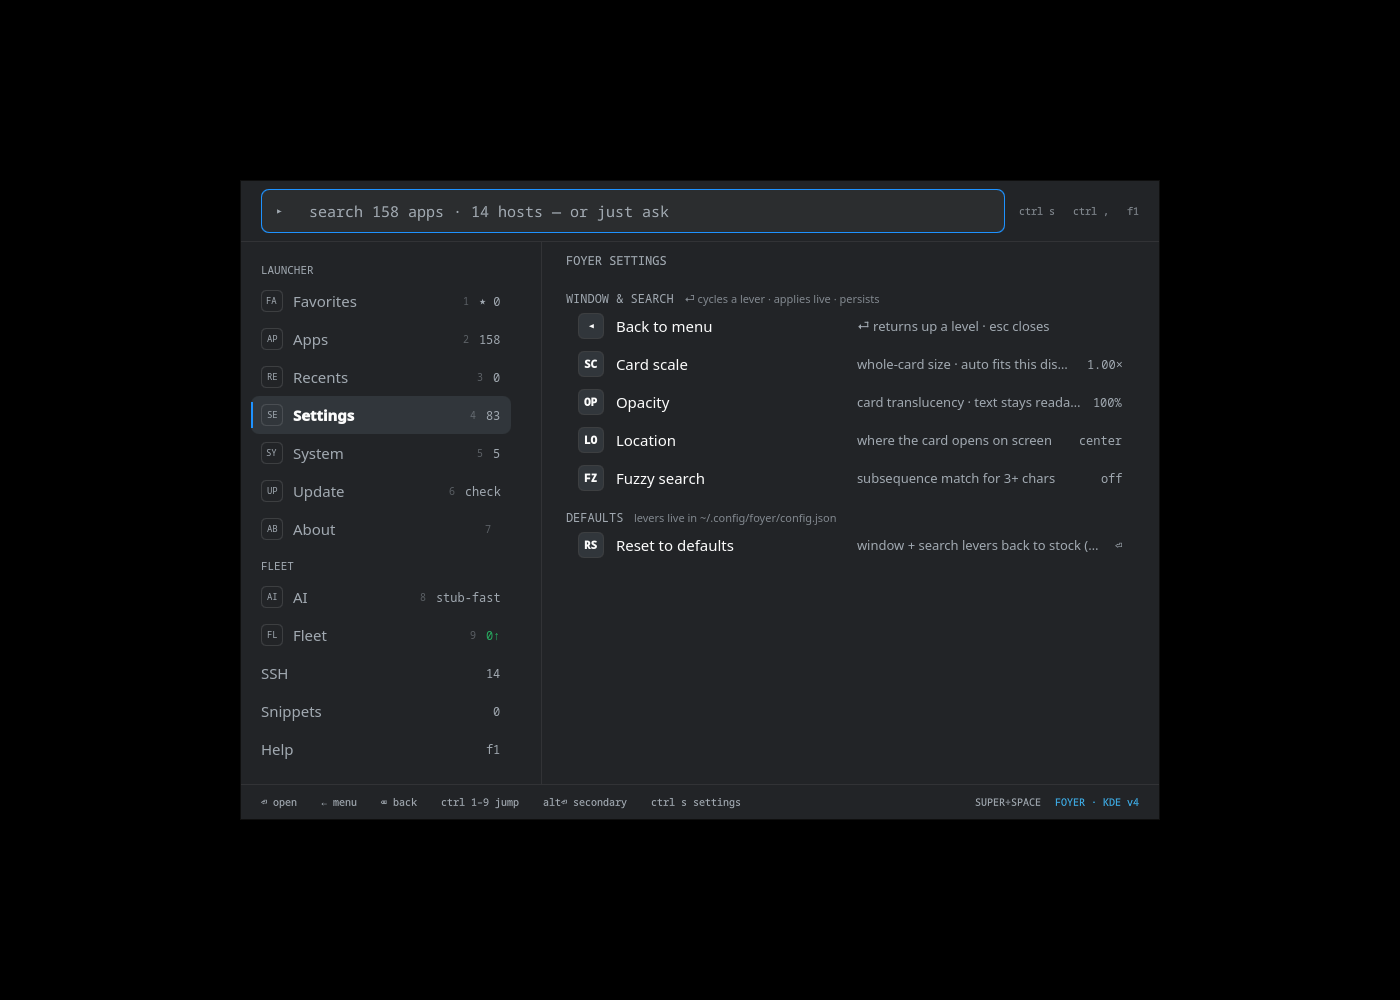 ▸ search 158 apps · 14 hosts — or just ask ctrl s ctrl , f1
LAUNCHER
FA Favorites 1 ★ 0
AP Apps 2 158
RE Recents 3 0
SE Settings 4 83
SY System 5 5
UP Update 6 check
AB About 7
FLEET
AI AI 8 stub-fast
FL Fleet 9 0↑
SSH 14
Snippets 0
Help f1
FOYER SETTINGS
WINDOW & SEARCH ⏎ cycles a lever · applies live · persists
◂ Back to menu ⏎ returns up a level · esc closes
SC Card scale whole-card size · auto fits this dis… 1.00×
OP Opacity card translucency · text stays reada… 100%
LO Location where the card opens on screen center
FZ Fuzzy search subsequence match for 3+ chars off
DEFAULTS levers live in ~/.config/foyer/config.json
RS Reset to defaults window + search levers back to stock (… ⏎
⏎ open ← menu ⌫ back ctrl 1–9 jump alt⏎ secondary ctrl s settings SUPER+SPACE FOYER · KDE v4